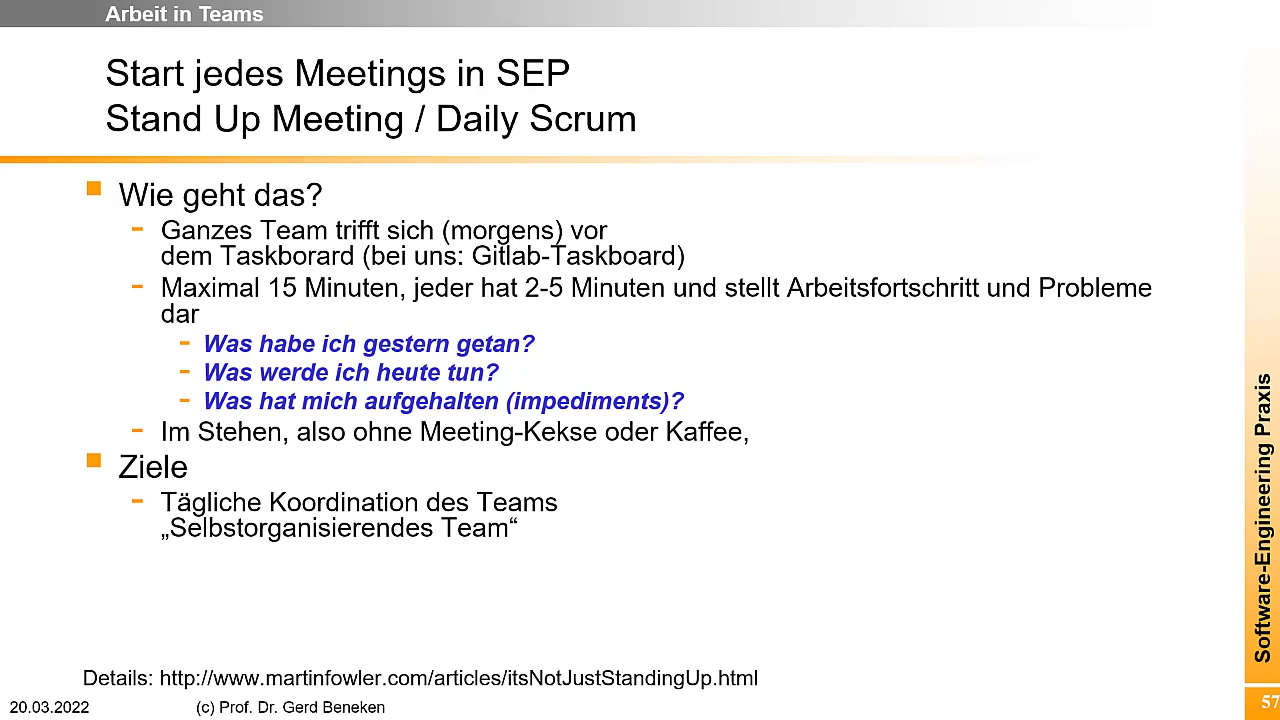 Arbeit in Teams
Start jedes Meetings in SEP
Stand Up Meeting / Daily Scrum
Wie geht das?
- Ganzes Team trifft sich (morgens) vor
dem Taskborard (bei uns: Gitlab-Taskboard)
- Maximal 15 Minuten, jeder hat 2-5 Minuten und stellt Arbeitsfortschritt und Probleme
dar
- Was habe ich gestern getan?
- Was werde ich heute tun?
- Was hat mich aufgehalten (impediments)?
- Im Stehen, also ohne Meeting-Kekse oder Kaffee,
Ziele
- Tägliche Koordination des Teams
„Selbstorganisierendes Team“
Details: http://www.martinfowler.com/articles/itsNotJustStandingUp.html
20.03.2022
(c) Prof. Dr. Gerd Beneken
Software-Engineering Praxis
57